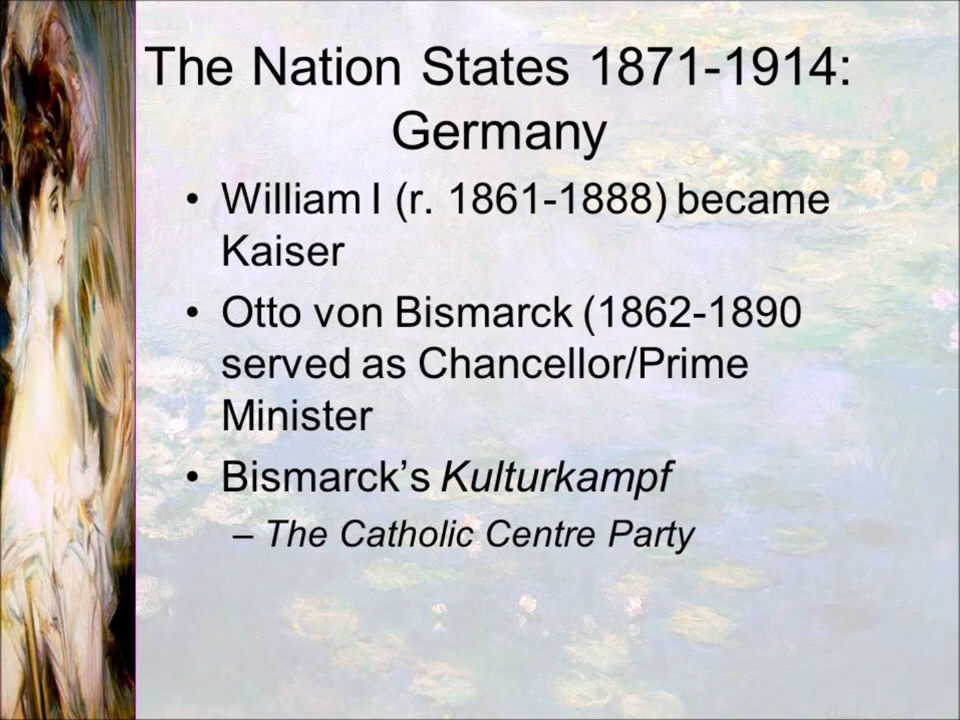 The Nation States 1871-1914:
Germany
• William I (r. 1861-1888) became
Kaiser
• Otto von Bismarck (1862-1890
served as Chancellor/Prime
Minister
• Bismarck’s Kulturkampf
– The Catholic Centre Party